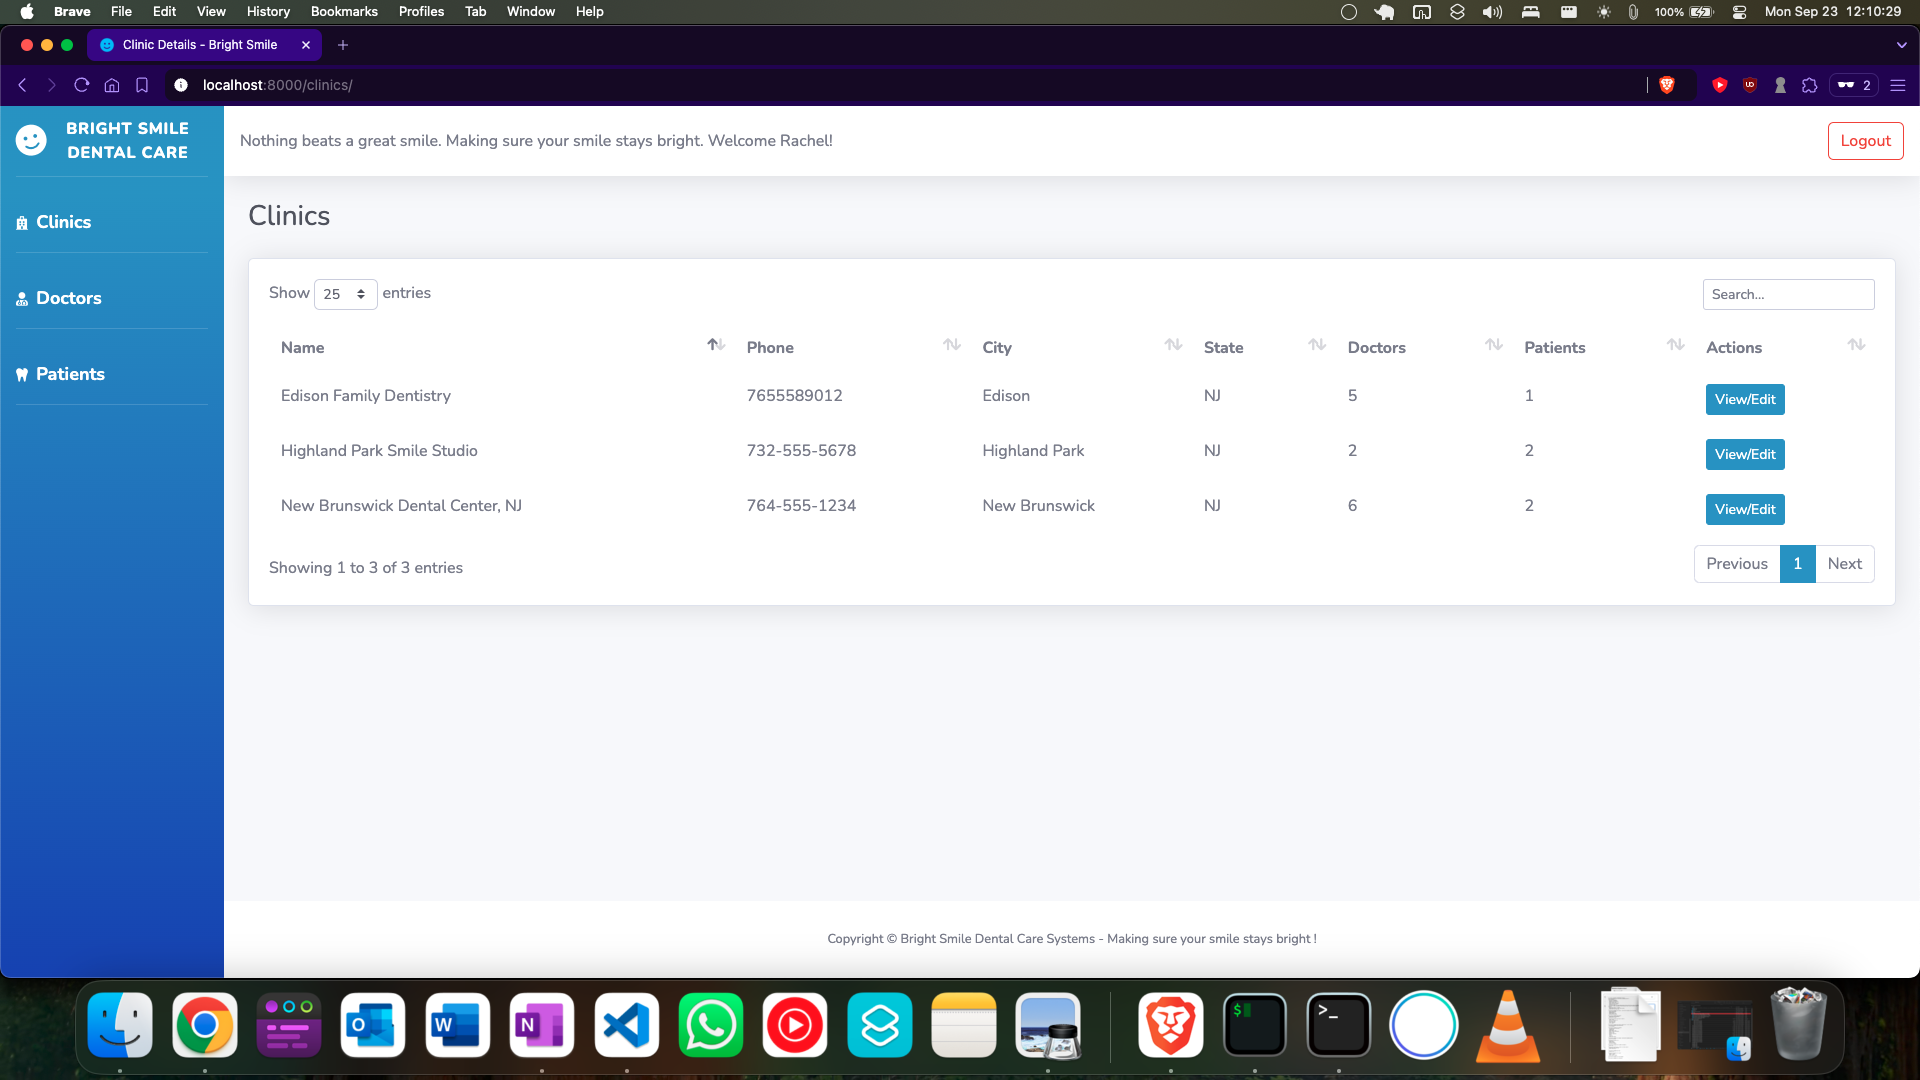 Brave File Edit View History Bookmarks Profiles Tab Window Help 100% Mon Sep 23 12:10:29
Clinic Details - Bright Smile
localhost:8000/clinics/ 2
BRIGHT SMILE
DENTAL CARE
Nothing beats a great smile. Making sure your smile stays bright. Welcome Rachel! Logout
Clinics
Doctors
Patients
Clinics
Show 25 entries Search...
Name Phone City State Doctors Patients Actions
Edison Family Dentistry 7655589012 Edison NJ 5 1 View/Edit
Highland Park Smile Studio 732-555-5678 Highland Park NJ 2 2 View/Edit
New Brunswick Dental Center, NJ 764-555-1234 New Brunswick NJ 6 2 View/Edit
Showing 1 to 3 of 3 entries Previous 1 Next
Copyright © Bright Smile Dental Care Systems - Making sure your smile stays bright !
O W N $ >_